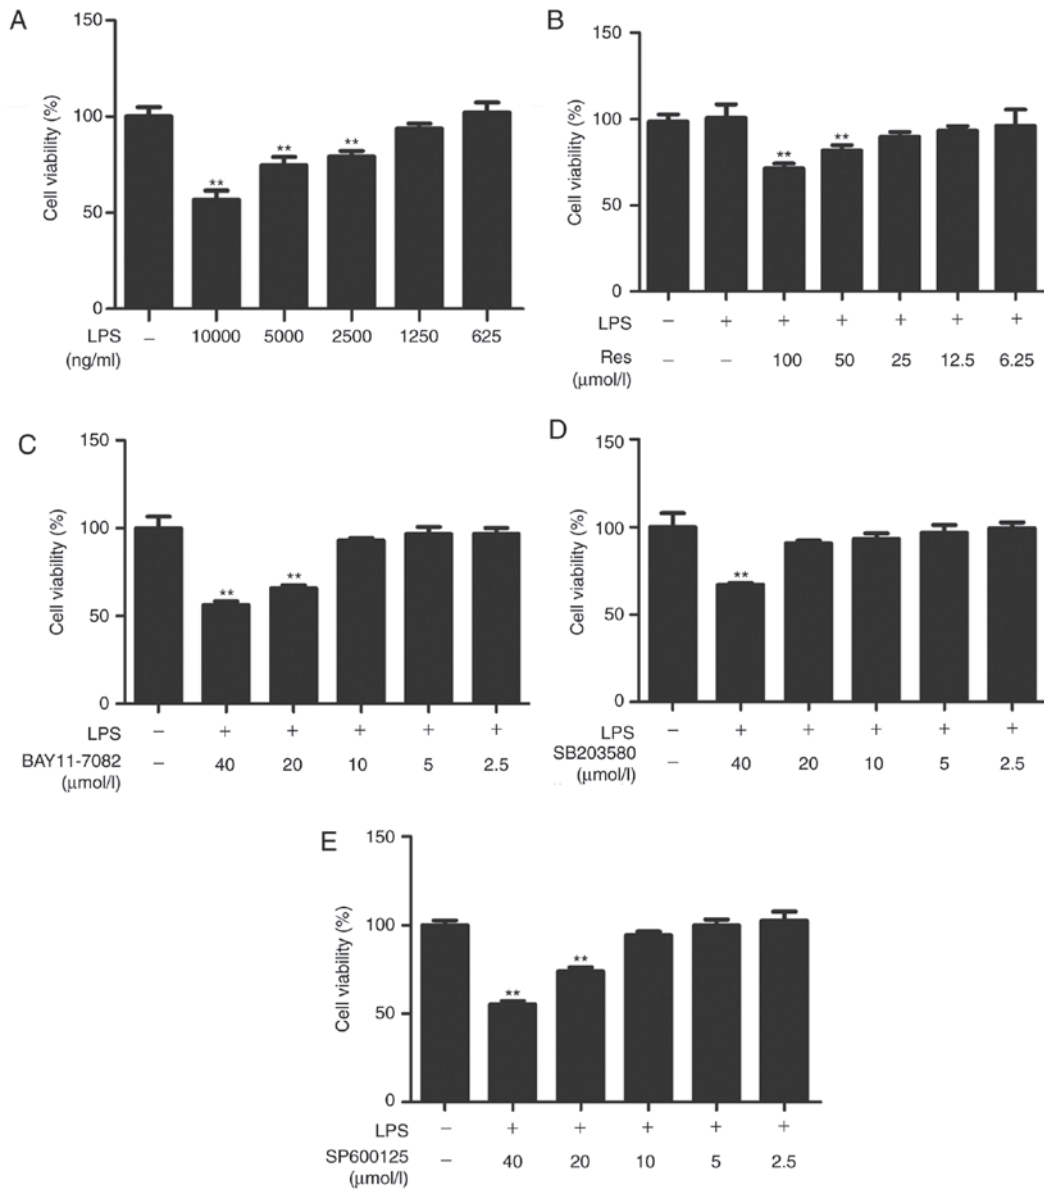 A
150
100
50
0
Cell viability (%)
** ** **
LPS – 10000 5000 2500 1250 625
(ng/ml)
B
150
100
50
0
Cell viability (%)
** **
LPS – + + + + + +
Res – – 100 50 25 12.5 6.25
(μmol/l)
C
150
100
50
0
Cell viability (%)
** **
LPS – + + + + +
BAY11-7082 – 40 20 10 5 2.5
(μmol/l)
D
150
100
50
0
Cell viability (%)
**
LPS – + + + + +
SB203580 – 40 20 10 5 2.5
(μmol/l)
E
150
100
50
0
Cell viability (%)
** **
LPS – + + + + +
SP600125 – 40 20 10 5 2.5
(μmol/l)